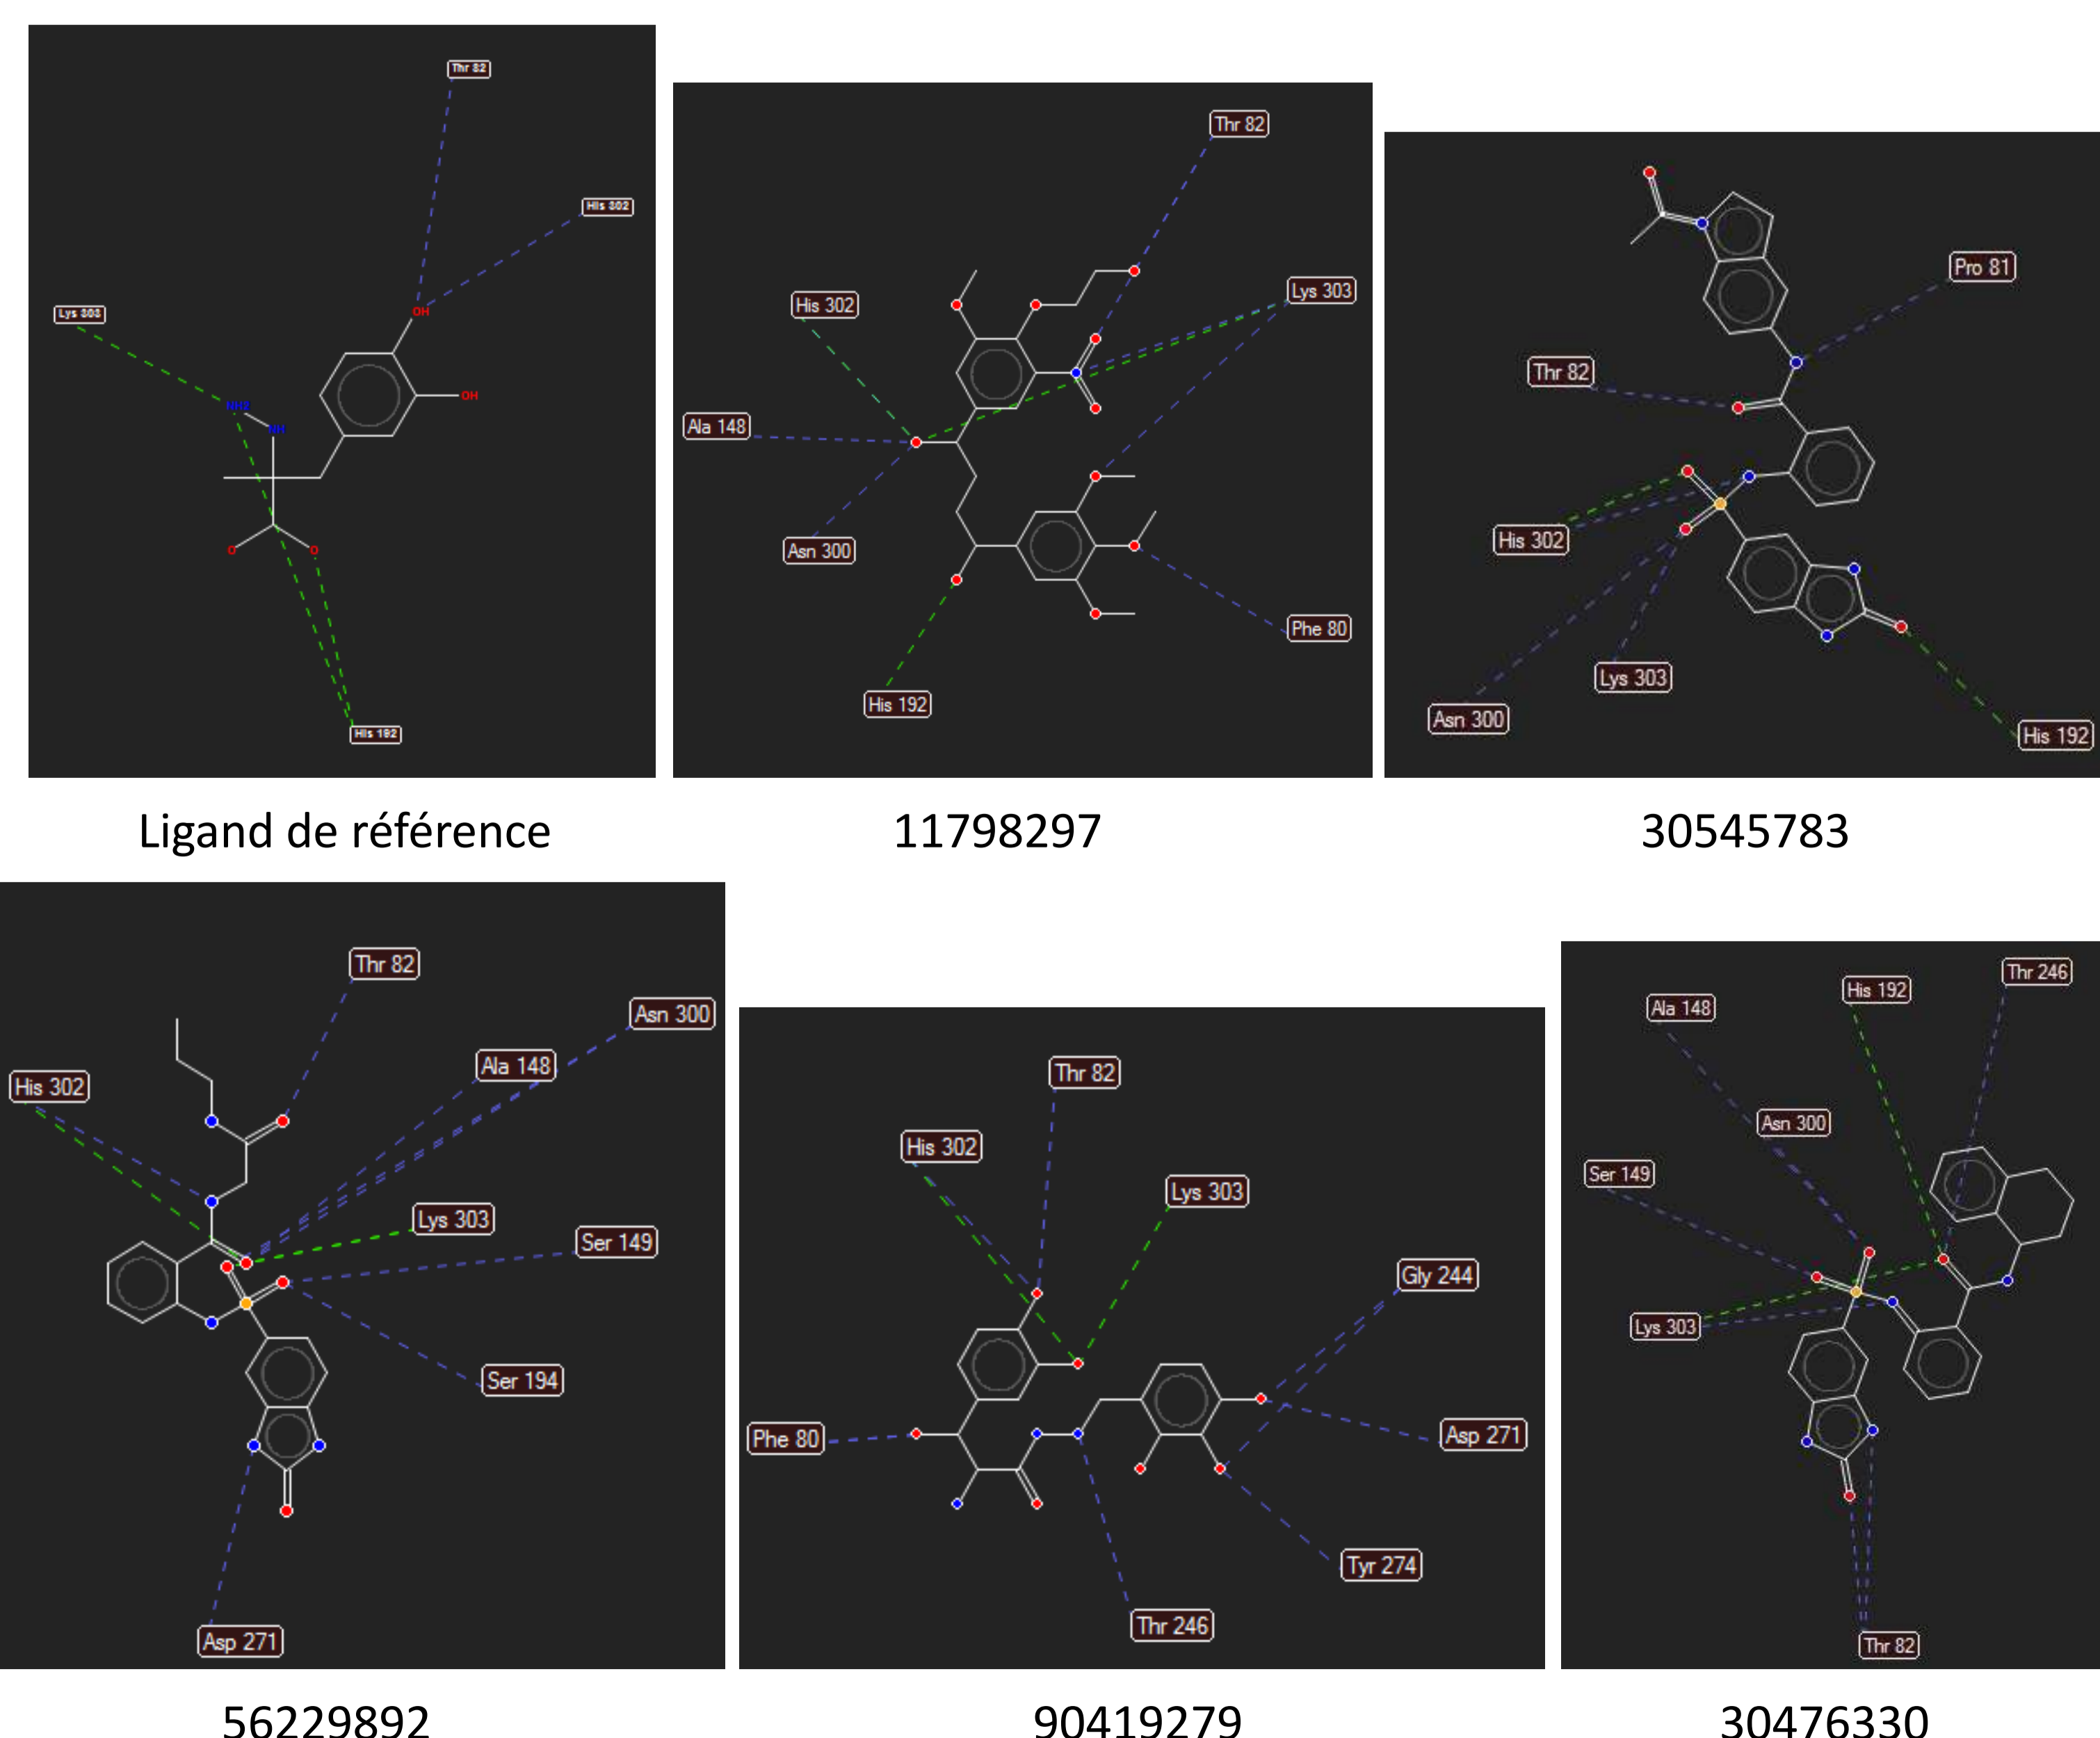 Thr 82
His 302
Lys 303
OH
OH
NH2
NH
O
O
His 192
Ligand de référence
Thr 82
His 302
Lys 303
Ala 148
Asn 300
Phe 80
His 192
11798297
Pro 81
Thr 82
His 302
Lys 303
Asn 300
His 192
30545783
Thr 82
Asn 300
Ala 148
His 302
Lys 303
Ser 149
Ser 194
Asp 271
56229892
Thr 82
His 302
Lys 303
Gly 244
Phe 80
Asp 271
Tyr 274
Thr 246
90419279
Thr 246
His 192
Ala 148
Asn 300
Ser 149
Lys 303
Thr 82
30476330